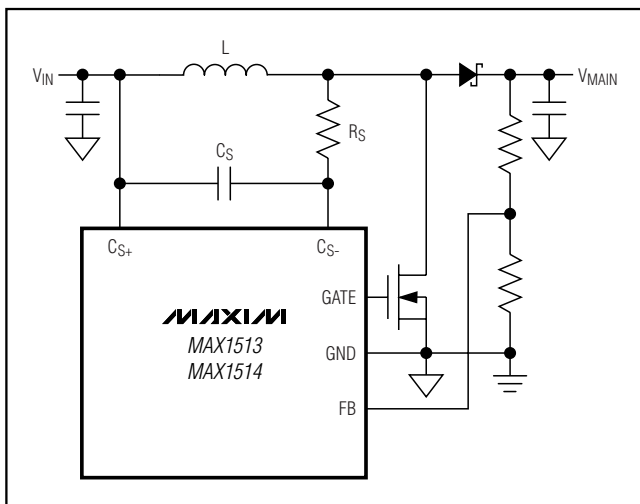 L
VIN
VMAIN
RS
CS
CS+
CS-
GATE
MAXIM
MAX1513
GND
MAX1514
FB